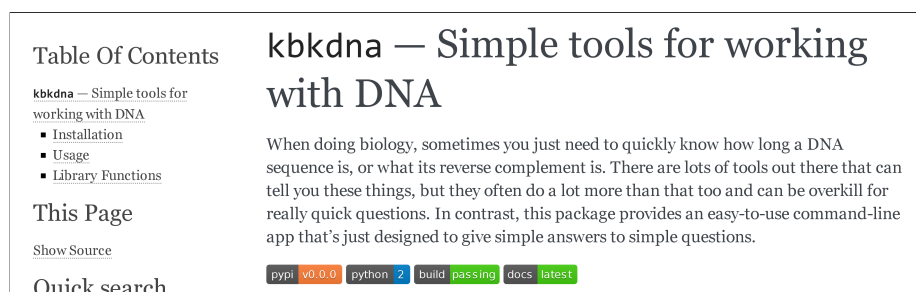 Table Of Contents
kbkdna — Simple tools for
working with DNA
Installation
Usage
Library Functions
This Page
Show Source
Quick search
kbkdna — Simple tools for working
with DNA
When doing biology, sometimes you just need to quickly know how long a DNA
sequence is, or what its reverse complement is. There are lots of tools out there that can
tell you these things, but they often do a lot more than that too and can be overkill for
really quick questions. In contrast, this package provides an easy-to-use command-line
app that’s just designed to give simple answers to simple questions.
pypi v0.0.0 python 2 build passing docs latest